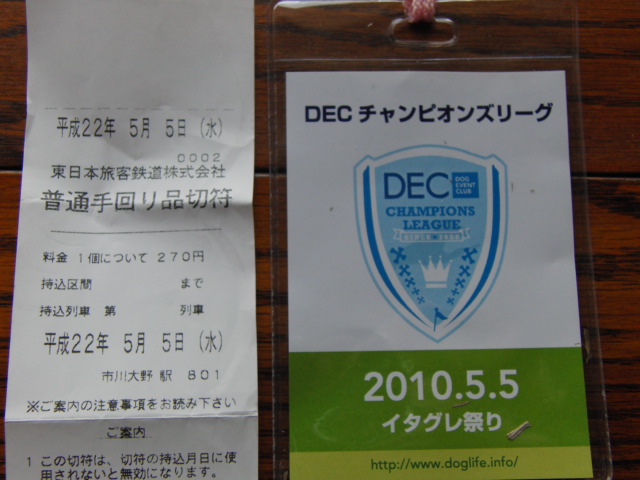 平成22年 5月 5日 (水)
0002
東日本旅客鉄道株式会社
普通手回り品切符
料金 1個について 270円
持込区間 まで
持込列車 第 列車
平成22年 5月 5日 (水)
市川大野 駅 801
※ご案内の注意事項をお読み下さい
ご案内
1 この切符は、切符の持込月日に使
用されないと無効になります。
DEC チャンピオンズリーグ
DEC DOG EVENT CLUB
CHAMPIONS
LEAGUE
2010.5.5
イタグレ祭り
http://www.doglife.info/